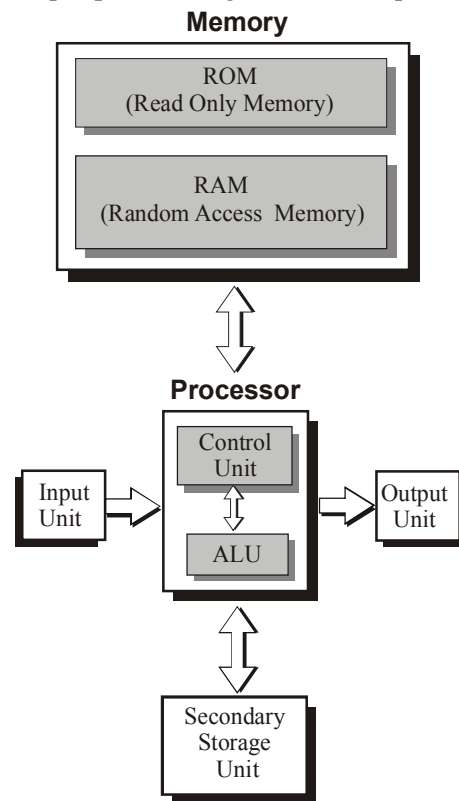 Memory
ROM
(Read Only Memory)
RAM
(Random Access Memory)
Processor
Control
Unit
ALU
Input
Unit
Output
Unit
Secondary
Storage
Unit